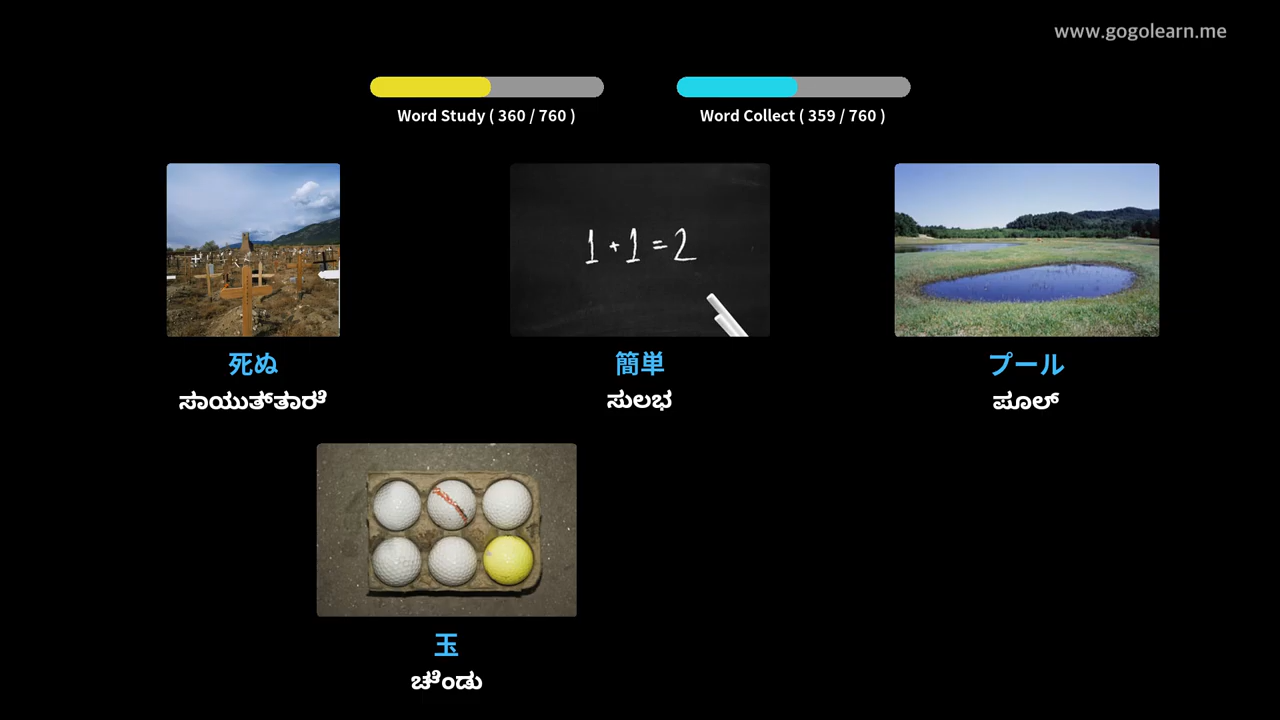 www.gogolearn.me
Word Study ( 360 / 760 )
Word Collect ( 359 / 760 )
1+1=2
死ぬ
簡単
プール
ಸಾಯುತ್ತಾರೆ
ಸುಲಭ
ಪೂಲ್
玉
ಚೆಂಡು